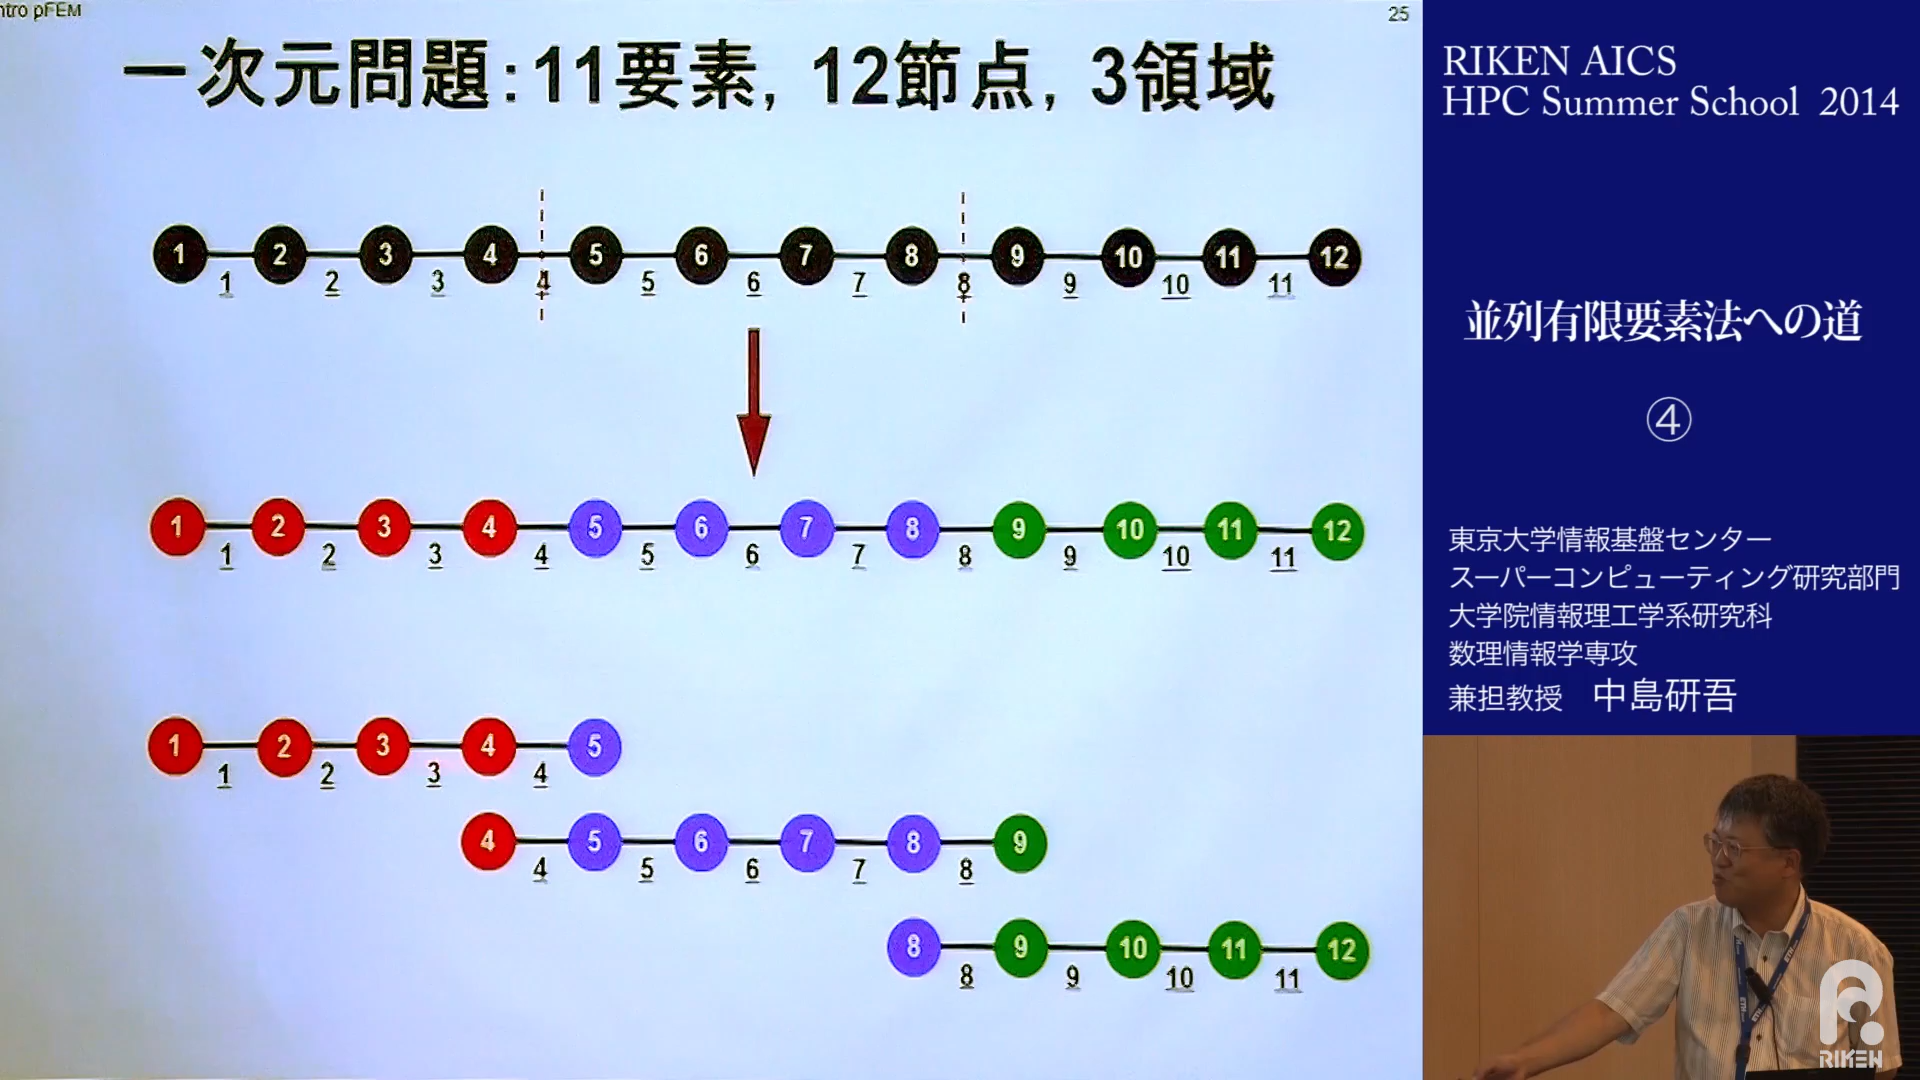 ntro pFEM
25
一次元問題:11要素, 12節点, 3領域
1 2 3 4 5 6 7 8 9 10 11 12
1 2 3 4 5 6 7 8 9 10 11
1 2 3 4 5 6 7 8 9 10 11 12
1 2 3 4 5 6 7 8 9 10 11
1 2 3 4 5
1 2 3 4
4 5 6 7 8 9
4 5 6 7 8
8 9 10 11 12
8 9 10 11
RIKEN AICS
HPC Summer School 2014
並列有限要素法への道
④
東京大学情報基盤センター
スーパーコンピューティング研究部門
大学院情報理工学系研究科
数理情報学専攻
兼担教授 中島研吾
RIKEN